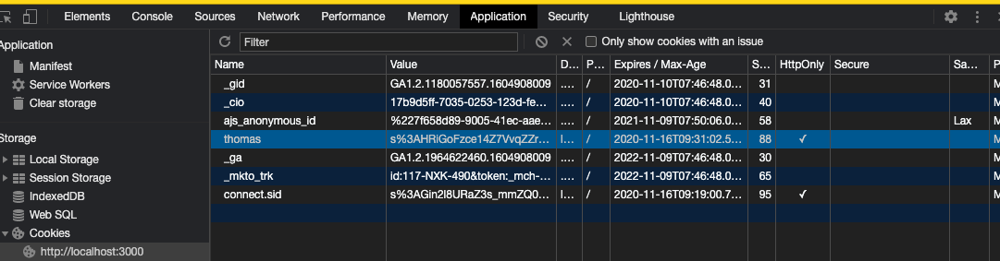 Elements Console Sources Network Performance Memory Application Security Lighthouse
Application
Filter
Only show cookies with an issue
Manifest
Service Workers
Clear storage
Storage
Local Storage
Session Storage
IndexedDB
Web SQL
Cookies
http://localhost:3000
Name Value D... P... Expires / Max-Age S... HttpOnly Secure Sa... P
_gid GA1.2.1180057557.1604908009 .... / 2020-11-10T07:46:48.0... 31 M
_cio 17b9d5ff-7035-0253-123d-fe... .... / 2020-11-10T07:46:48.0... 40 M
ajs_anonymous_id %227f658d89-9005-41ec-aae... .... / 2021-11-09T07:50:06.0... 58 Lax M
thomas s%3AHRiGoFzce14Z7VvqZZr... l... / 2020-11-16T09:31:02.5... 88 ✓ M
_ga GA1.2.1964622460.1604908009 .... / 2022-11-09T07:46:48.0... 30 M
_mkto_trk id:117-NXK-490&token:_mch-... .... / 2022-11-09T07:46:48.0... 65 M
connect.sid s%3AGin2l8URaZ3s_mmZQ0... l... / 2020-11-16T09:19:00.7... 95 ✓ M